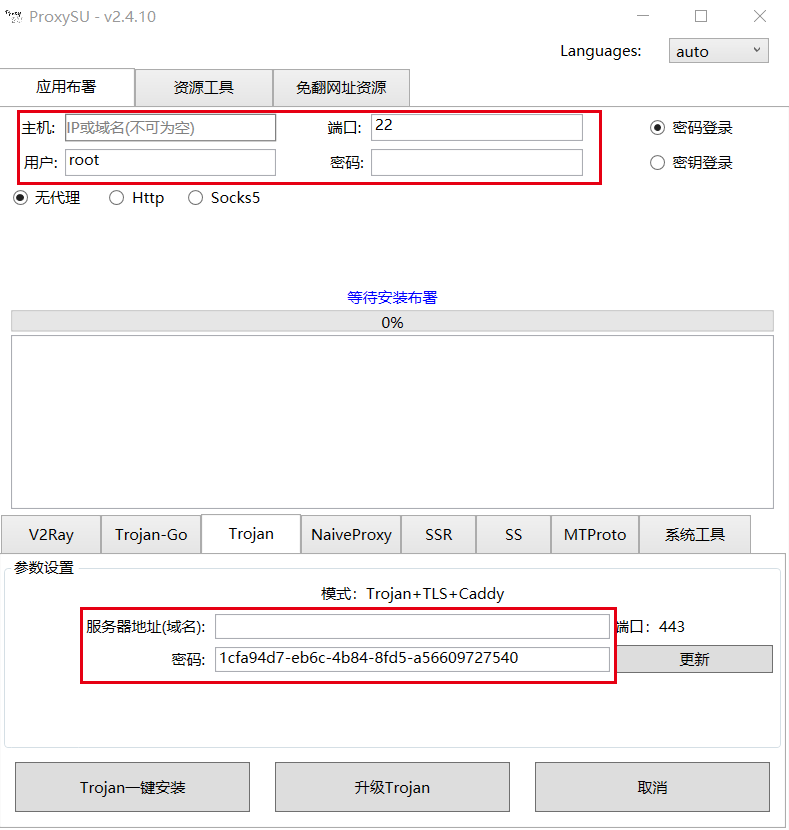 ProxySU - v2.4.10
Languages: auto
应用布署 资源工具 免翻网址资源
主机: IP或域名(不可为空) 端口: 22 密码登录
用户: root 密码: 密钥登录
无代理 Http Socks5
等待安装布署
0%
V2Ray Trojan-Go Trojan NaiveProxy SSR SS MTProto 系统工具
参数设置
模式：Trojan+TLS+Caddy
服务器地址(域名): 端口：443
密码: 1cfa94d7-eb6c-4b84-8fd5-a56609727540 更新
Trojan一键安装 升级Trojan 取消